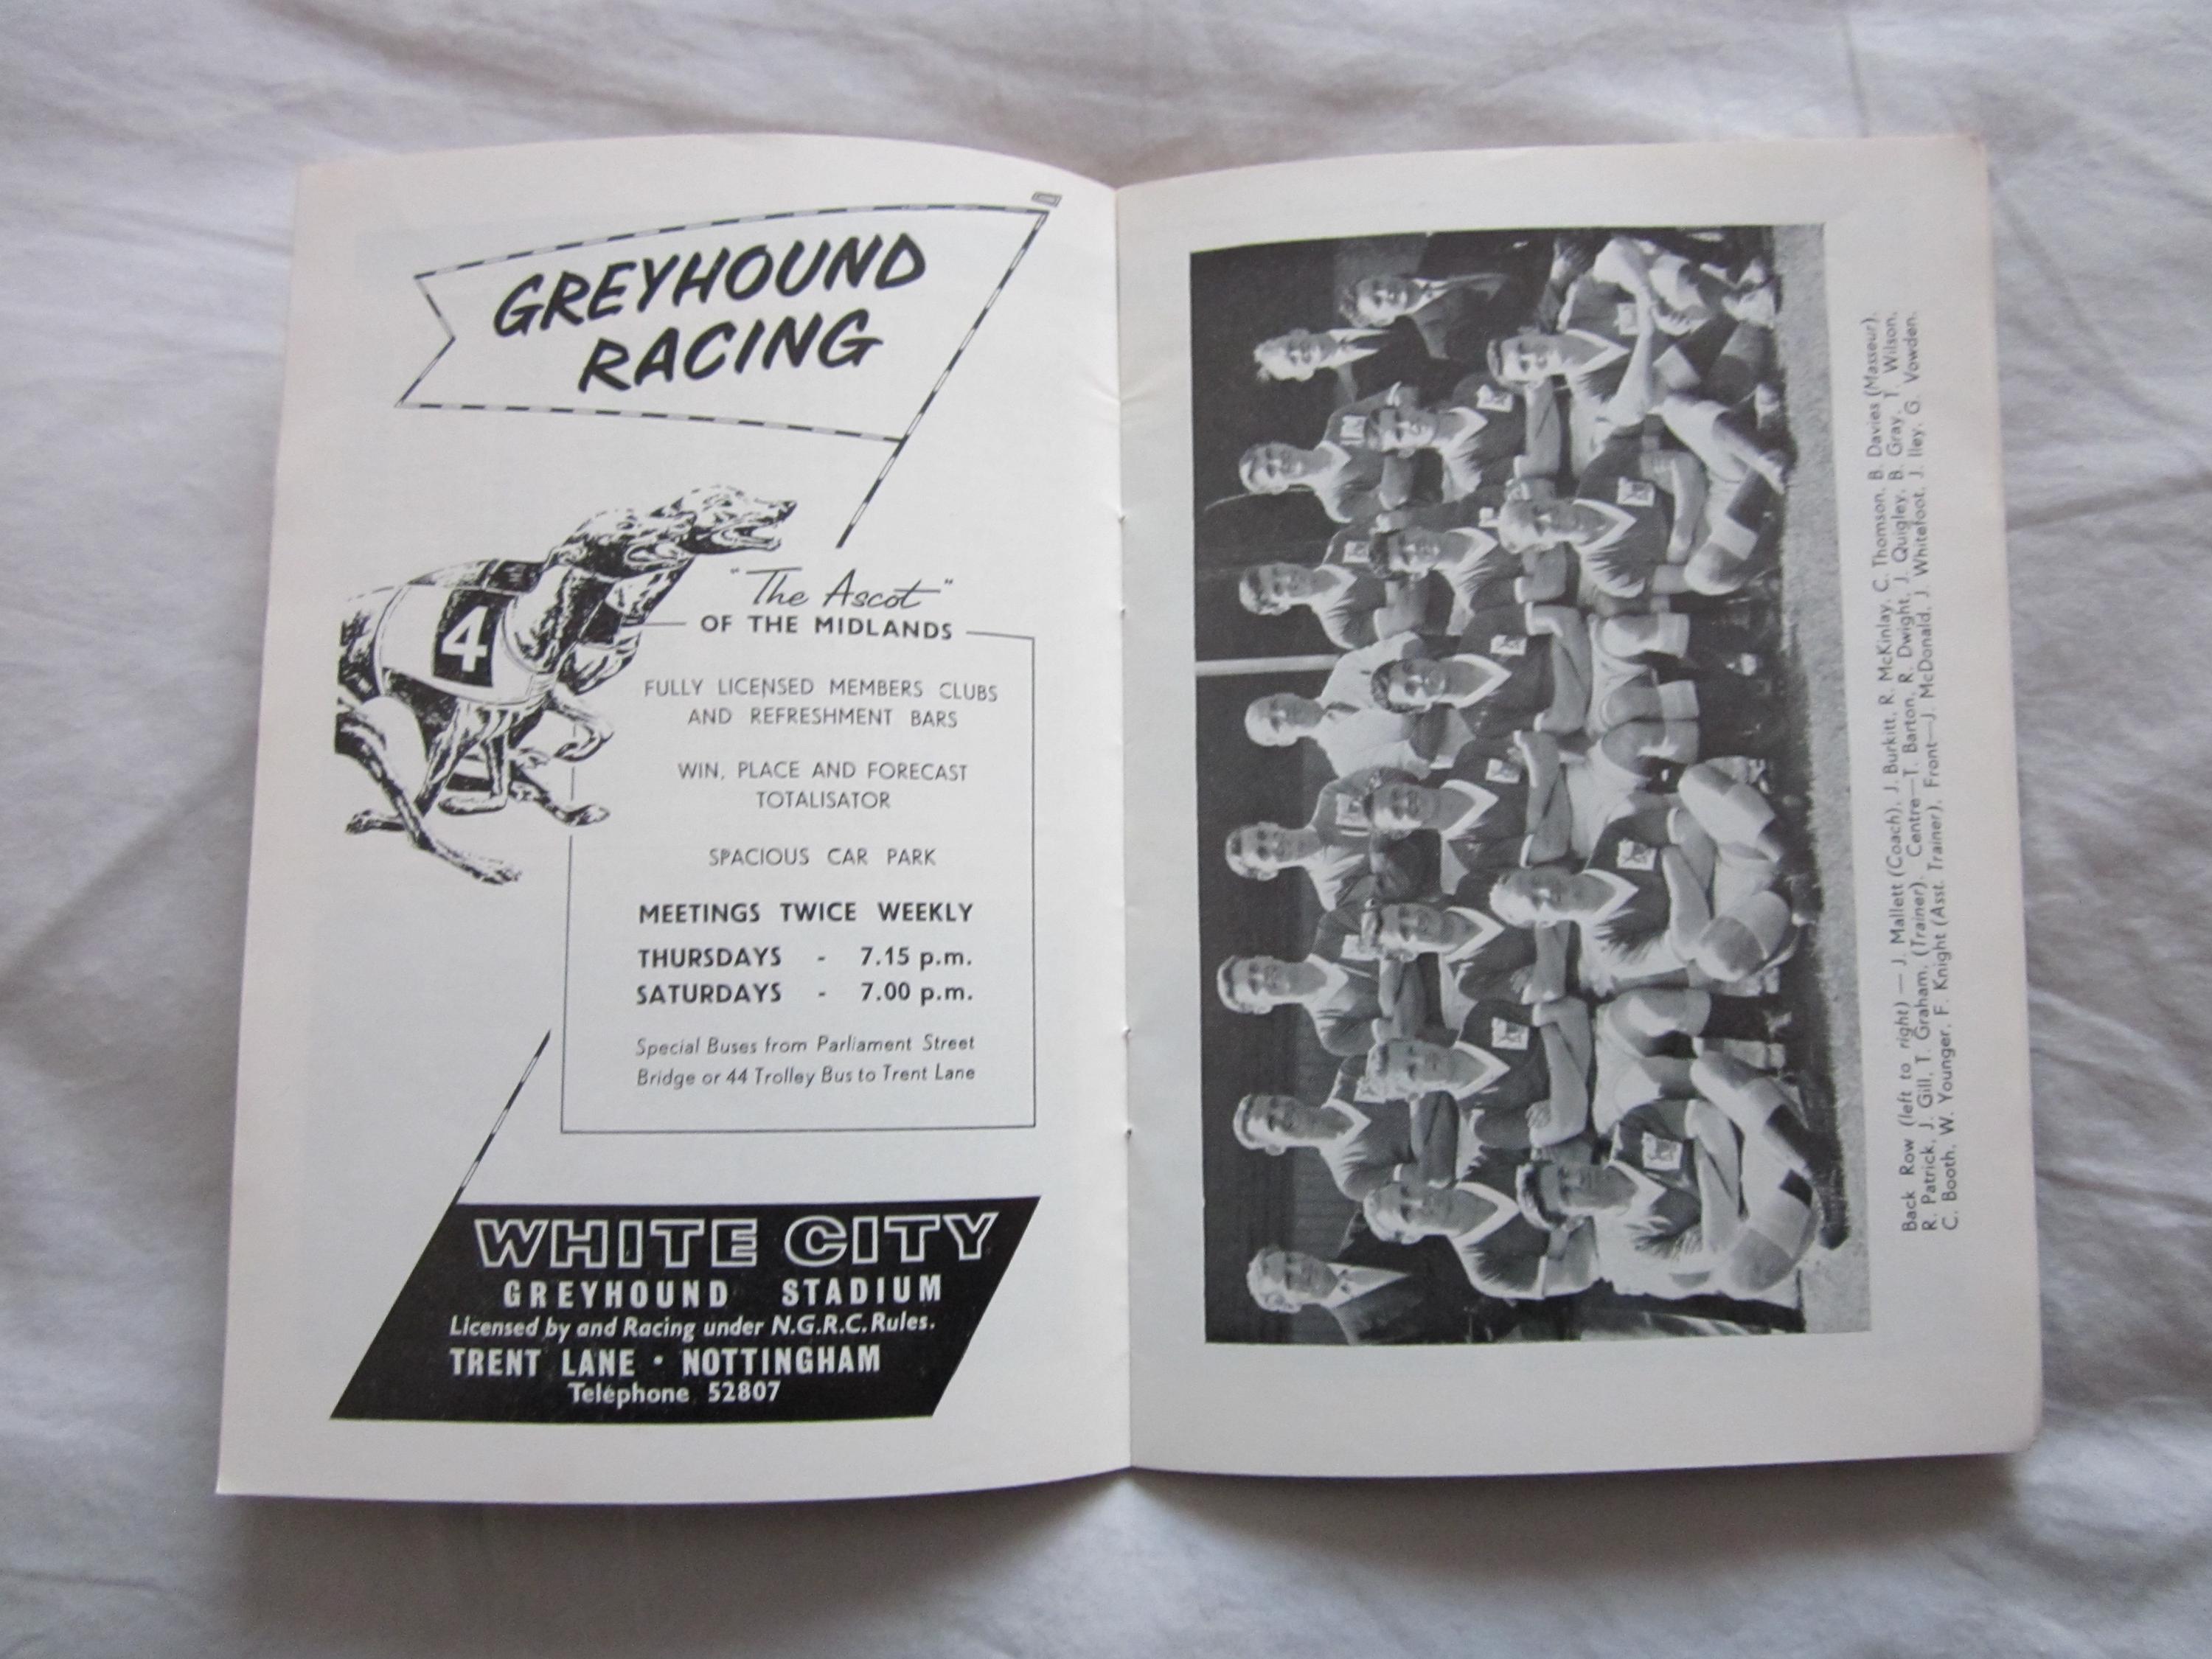 GREYHOUND
RACING
4
"The Ascot"
OF THE MIDLANDS
FULLY LICENSED MEMBERS CLUBS
AND REFRESHMENT BARS
WIN, PLACE AND FORECAST
TOTALISATOR
SPACIOUS CAR PARK
MEETINGS TWICE WEEKLY
THURSDAYS - 7.15 p.m.
SATURDAYS - 7.00 p.m.
Special Buses from Parliament Street
Bridge or 44 Trolley Bus to Trent Lane
WHITE CITY
GREYHOUND STADIUM
Licensed by and Racing under N.G.R.C. Rules.
TRENT LANE · NOTTINGHAM
Telephone 52807
Back Row (left to right) — J. Mallett (Coach), J. Burkitt, R. McKinlay, C. Thomson, B. Davies (Masseur),
R. Patrick, J. Gill, T. Graham, (Trainer). Centre—T. Barton, R. Dwight, J. Quigley, B. Gray, T. Wilson,
C. Booth, W. Younger, F. Knight (Asst. Trainer). Front—J. McDonald, J. Whitefoot, J. Iley, G. Vowden.